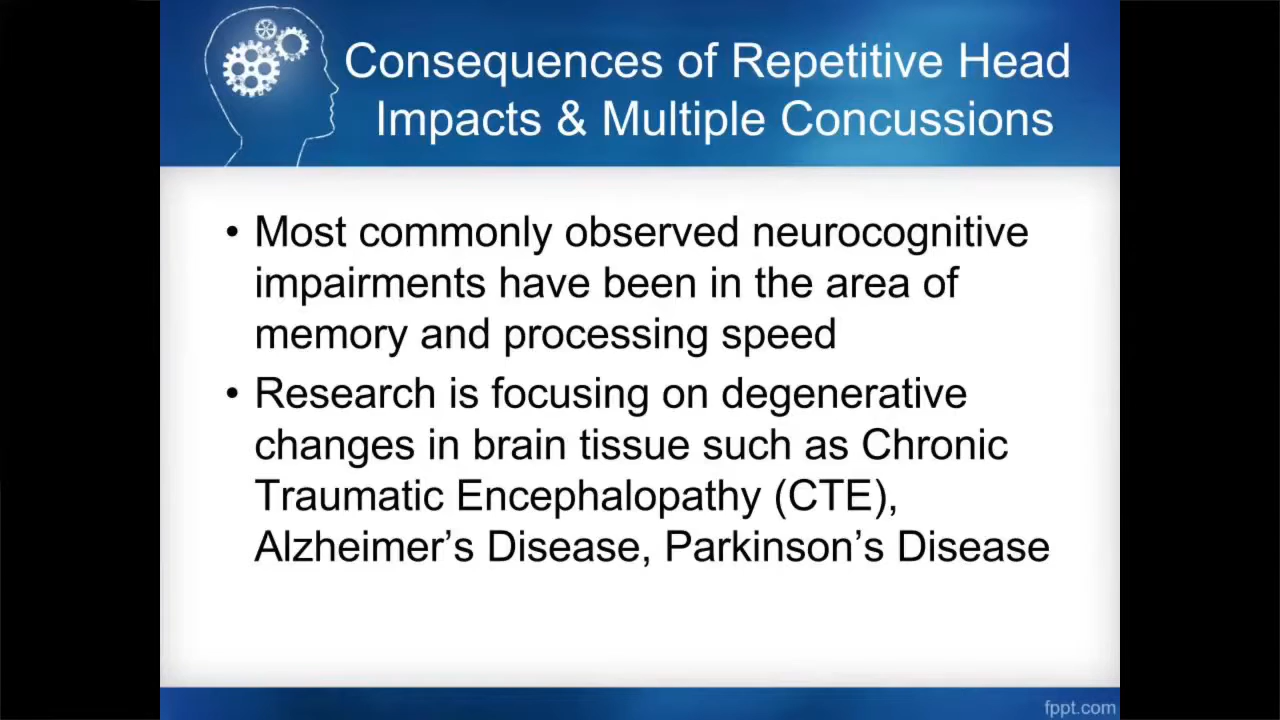 Consequences of Repetitive Head
Impacts & Multiple Concussions
• Most commonly observed neurocognitive
impairments have been in the area of
memory and processing speed
• Research is focusing on degenerative
changes in brain tissue such as Chronic
Traumatic Encephalopathy (CTE),
Alzheimer’s Disease, Parkinson’s Disease
fppt.com